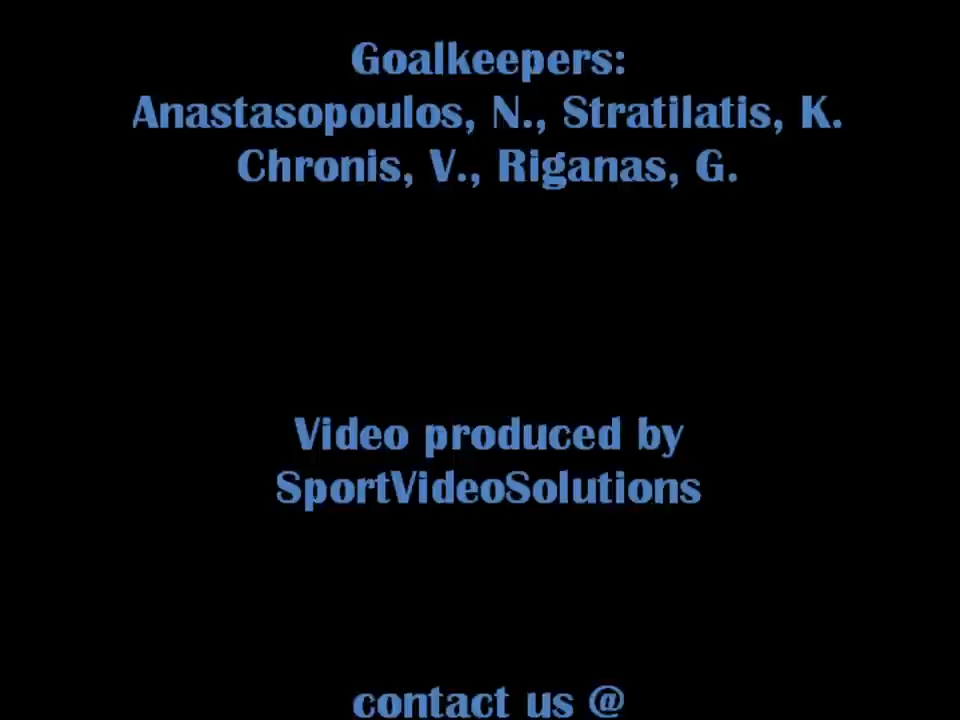 Goalkeepers:
Anastasopoulos, N., Stratilatis, K.
Chronis, V., Riganas, G.
Video produced by
SportVideoSolutions
contact us @